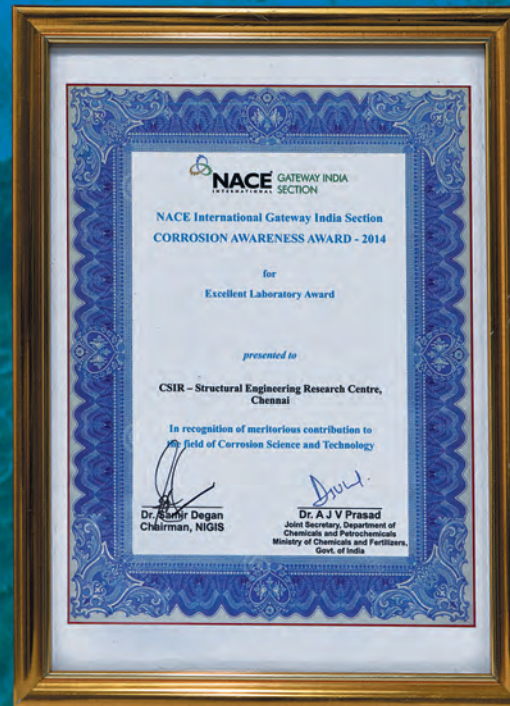 NACE GATEWAY INDIA
INTERNATIONAL SECTION
NACE International Gateway India Section
CORROSION AWARENESS AWARD - 2014
for
Excellent Laboratory Award
presented to
CSIR – Structural Engineering Research Centre,
Chennai
In recognition of meritorious contribution to
the field of Corrosion Science and Technology
Dr. Samir Degan
Chairman, NIGIS
Dr. A J V Prasad
Joint Secretary, Department of
Chemicals and Petrochemicals
Ministry of Chemicals and Fertilizers,
Govt. of India